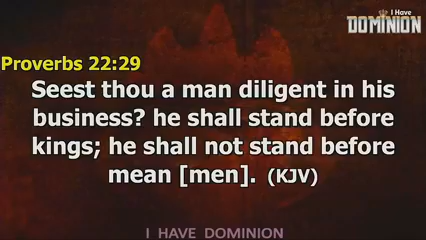 I Have
DOMINION
Proverbs 22:29
Seest thou a man diligent in his
business? he shall stand before
kings; he shall not stand before
mean [men]. (KJV)
I HAVE DOMINION